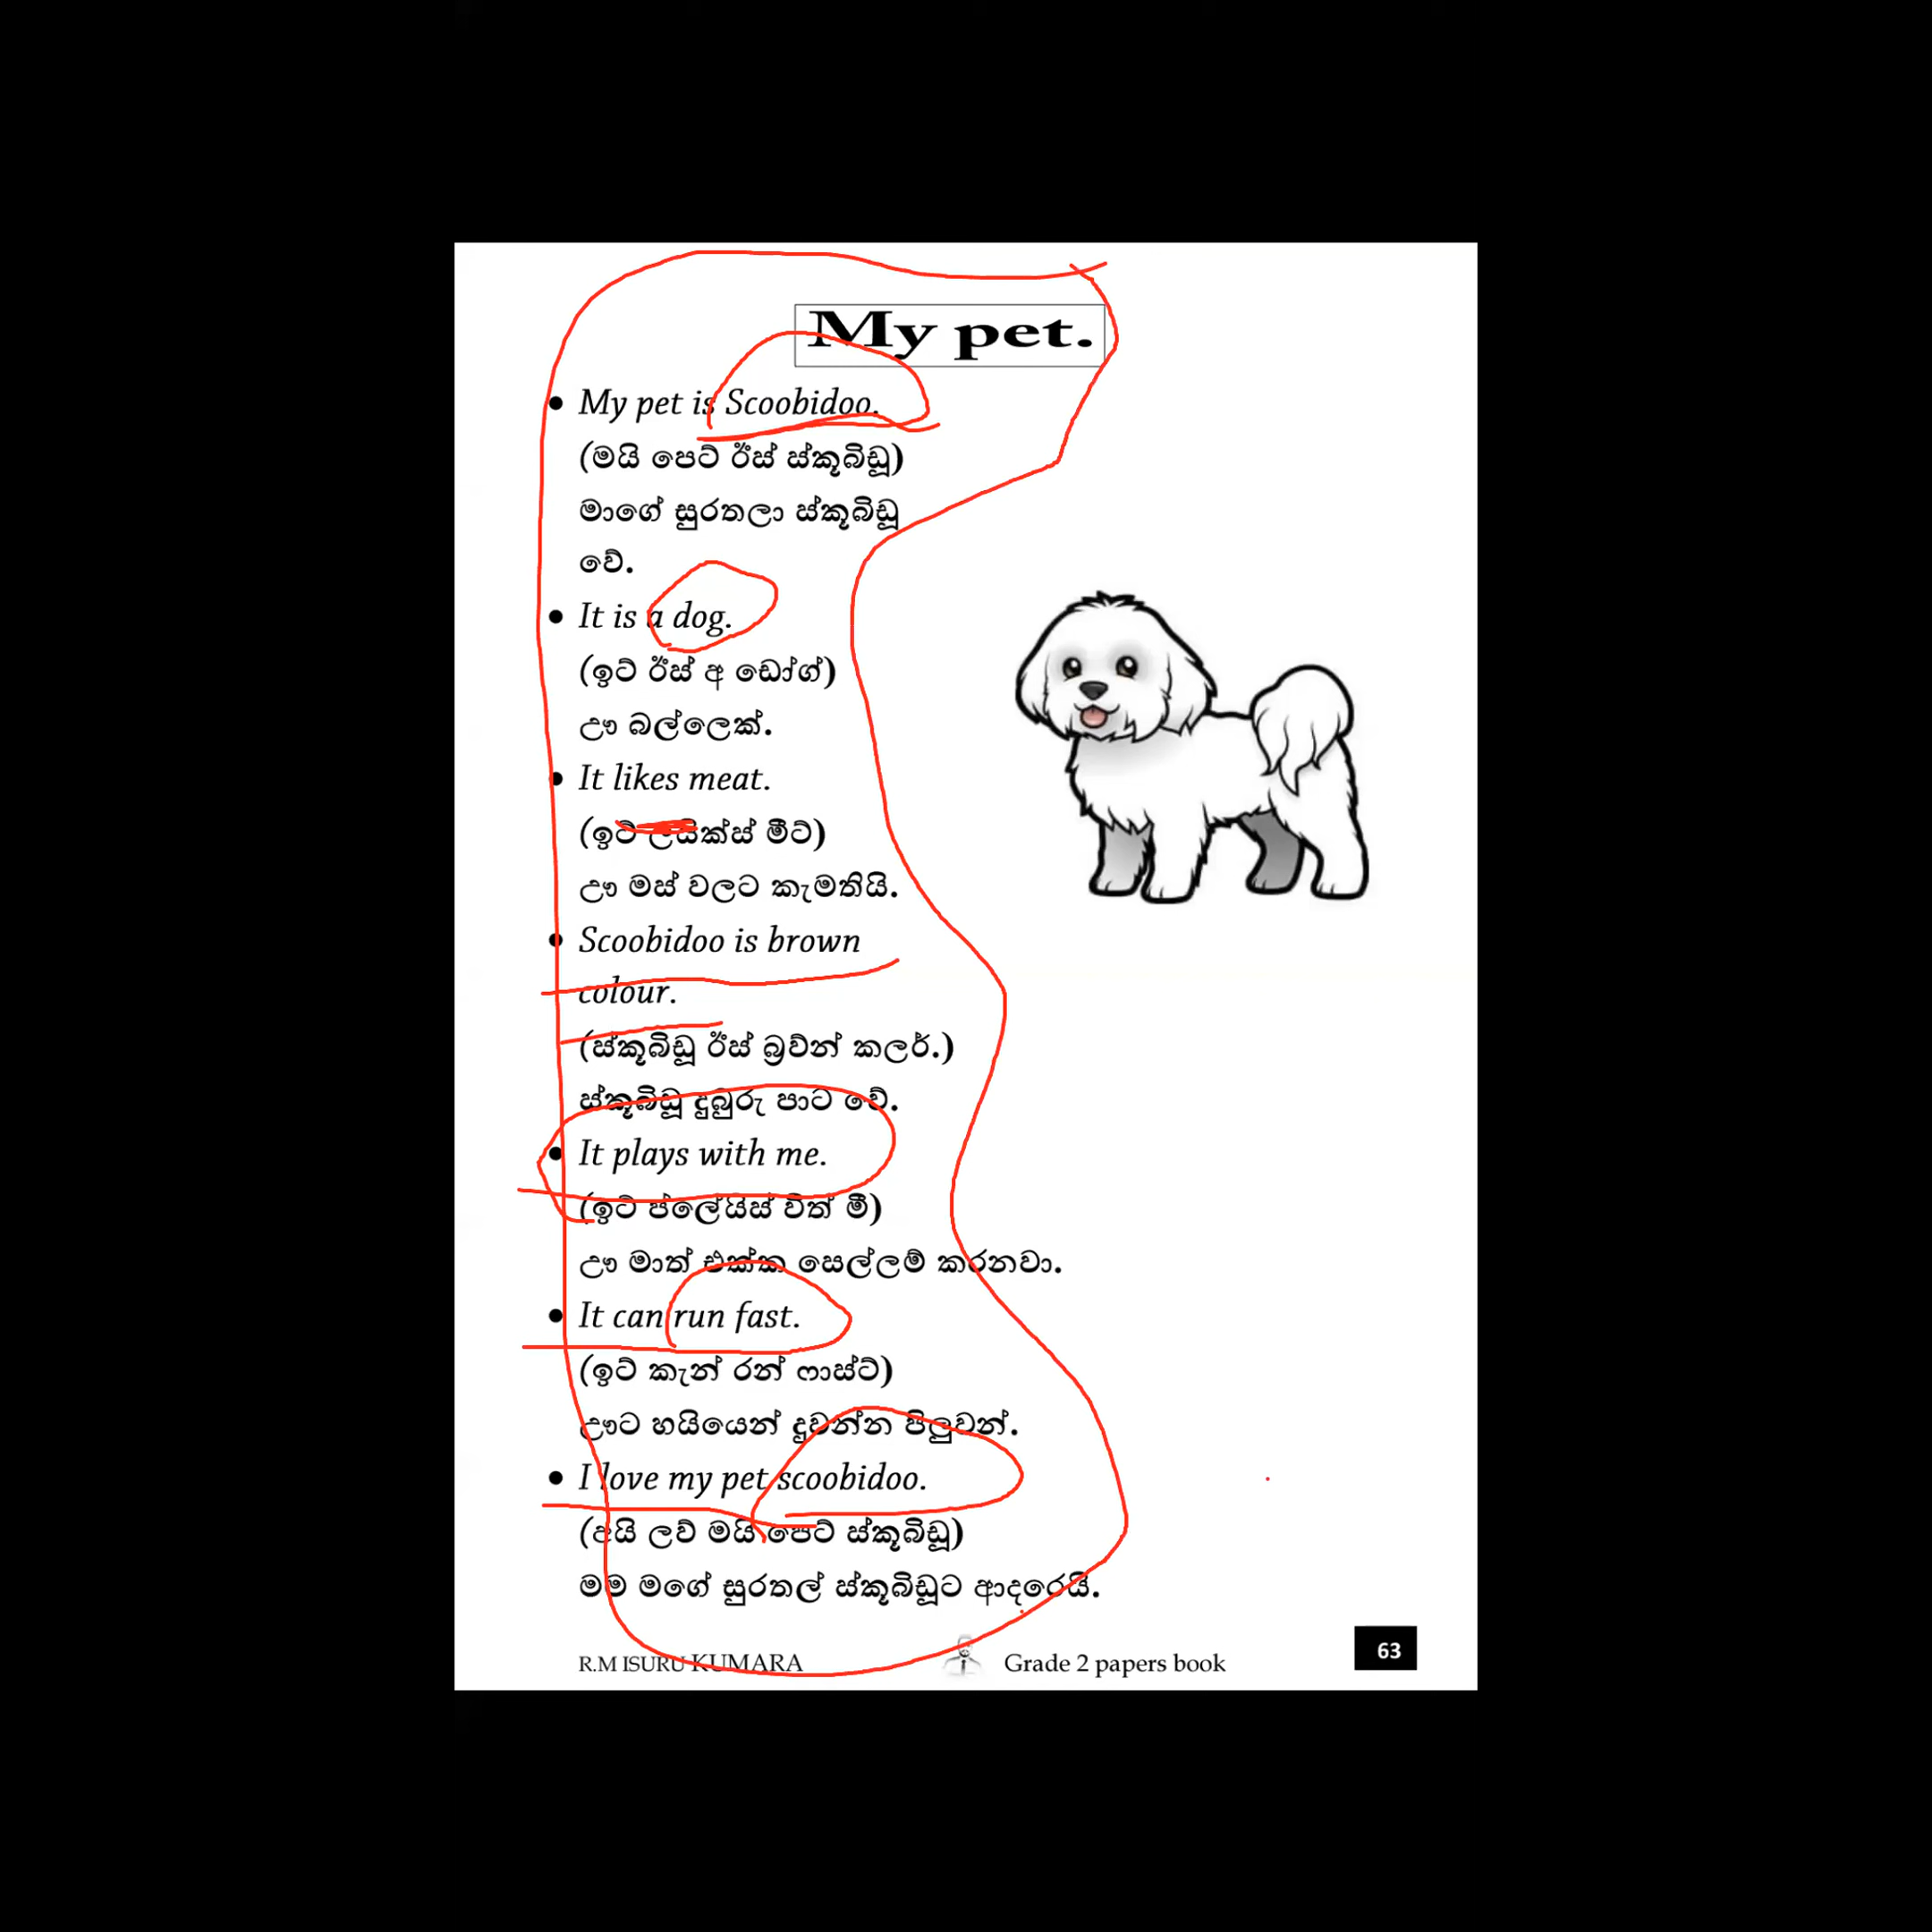 My pet.
• My pet is Scoobidoo.
(මයි පෙට් ඊස් ස්කූබිඩූ)
මාගේ සුරතලා ස්කූබිඩූ
වේ.
• It is a dog.
(ඉට් ඊස් අ ඩෝග්)
ඌ බල්ලෙක්.
• It likes meat.
(ඉට් ලයික්ස් මීට්)
ඌ මස් වලට කැමතියි.
• Scoobidoo is brown
colour.
(ස්කූබිඩූ ඊස් බ්‍රව්න් කලර්.)
ස්කූබිඩූ දුබුරු පාට වේ.
• It plays with me.
(ඉට් ප්ලේයිස් විත් මී)
ඌ මාත් එක්ක සෙල්ලම් කරනවා.
• It can run fast.
(ඉට් කැන් රන් ෆාස්ට්)
ඌට හයියෙන් දුවන්න පිලුවන්.
• I love my pet scoobidoo.
(අයි ලව් මයි පෙට් ස්කූබිඩූ)
මම මගේ සුරතල් ස්කූබිඩූට ආදරෙයි.
R.M ISURU KUMARA Grade 2 papers book 63